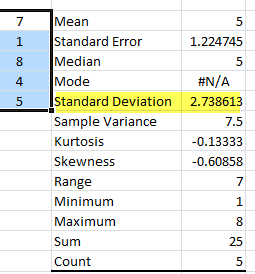 7 Mean 5
1 Standard Error 1.224745
8 Median 5
4 Mode #N/A
5 Standard Deviation 2.738613
Sample Variance 7.5
Kurtosis -0.13333
Skewness -0.60858
Range 7
Minimum 1
Maximum 8
Sum 25
Count 5